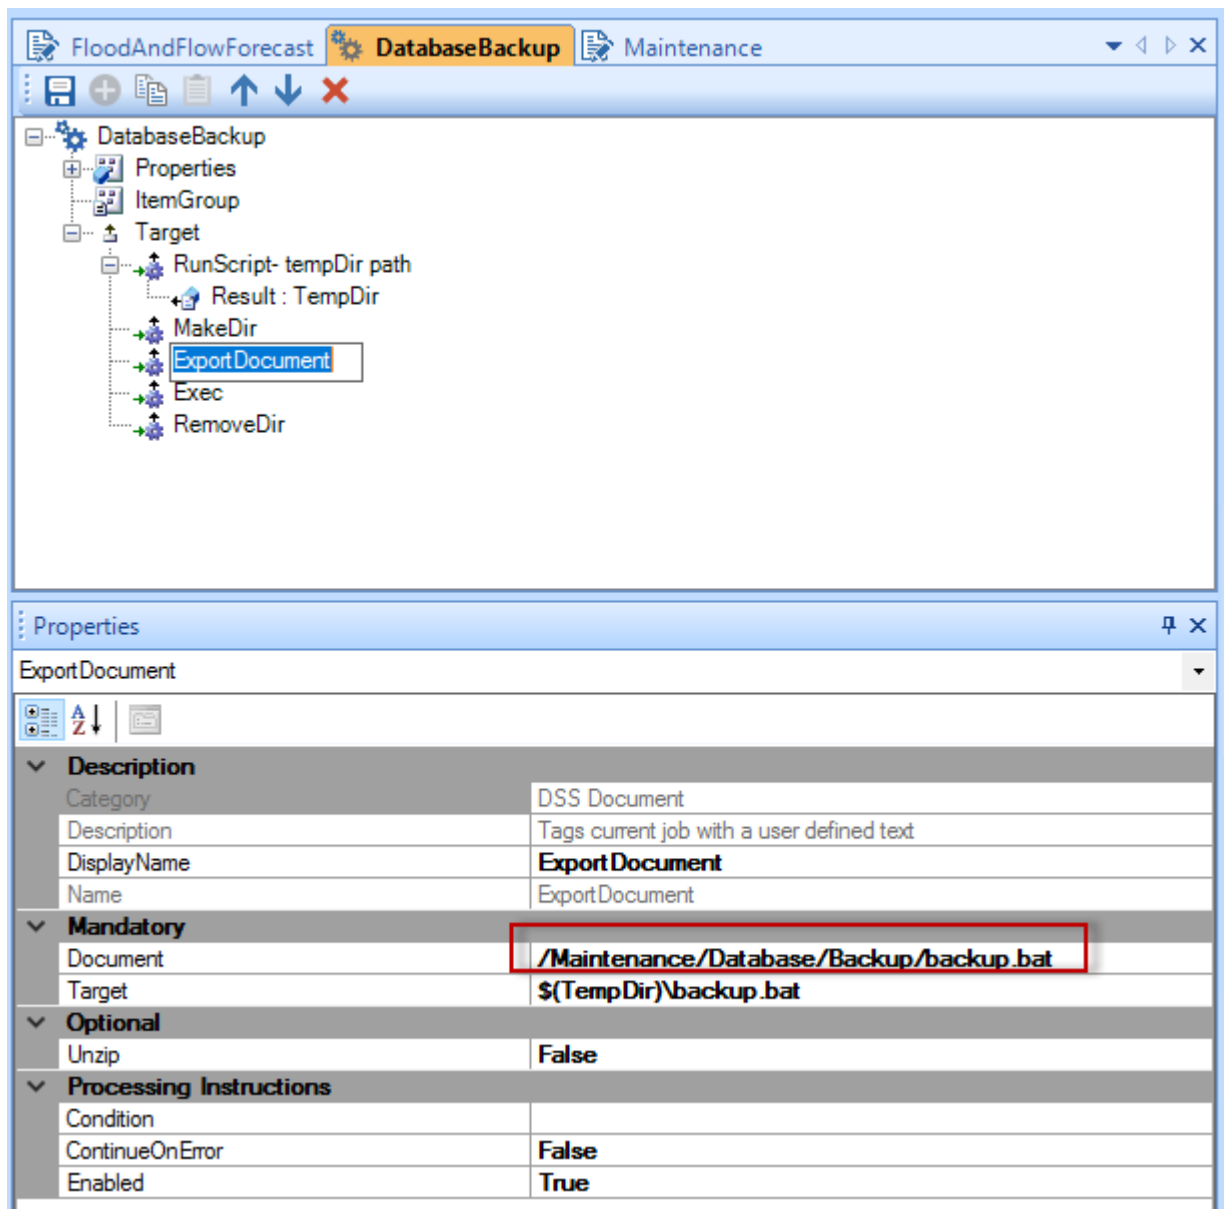 FloodAndFlowForecast DatabaseBackup Maintenance
DatabaseBackup
Properties
ItemGroup
Target
RunScript- tempDir path
Result : TempDir
MakeDir
ExportDocument
Exec
RemoveDir
Properties
ExportDocument
Description
Category DSS Document
Description Tags current job with a user defined text
DisplayName ExportDocument
Name ExportDocument
Mandatory
Document /Maintenance/Database/Backup/backup.bat
Target $(TempDir)\backup.bat
Optional
Unzip False
Processing Instructions
Condition
ContinueOnError False
Enabled True